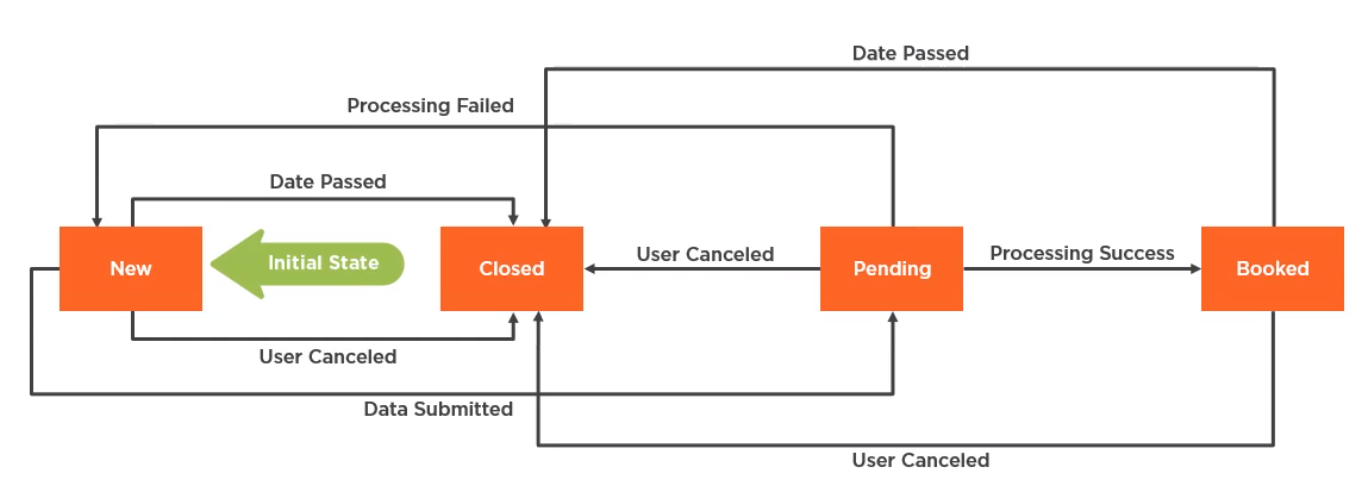 Date Passed
Processing Failed
Date Passed
New
Initial State
Closed
User Canceled
Pending
Processing Success
Booked
User Canceled
Data Submitted
User Canceled